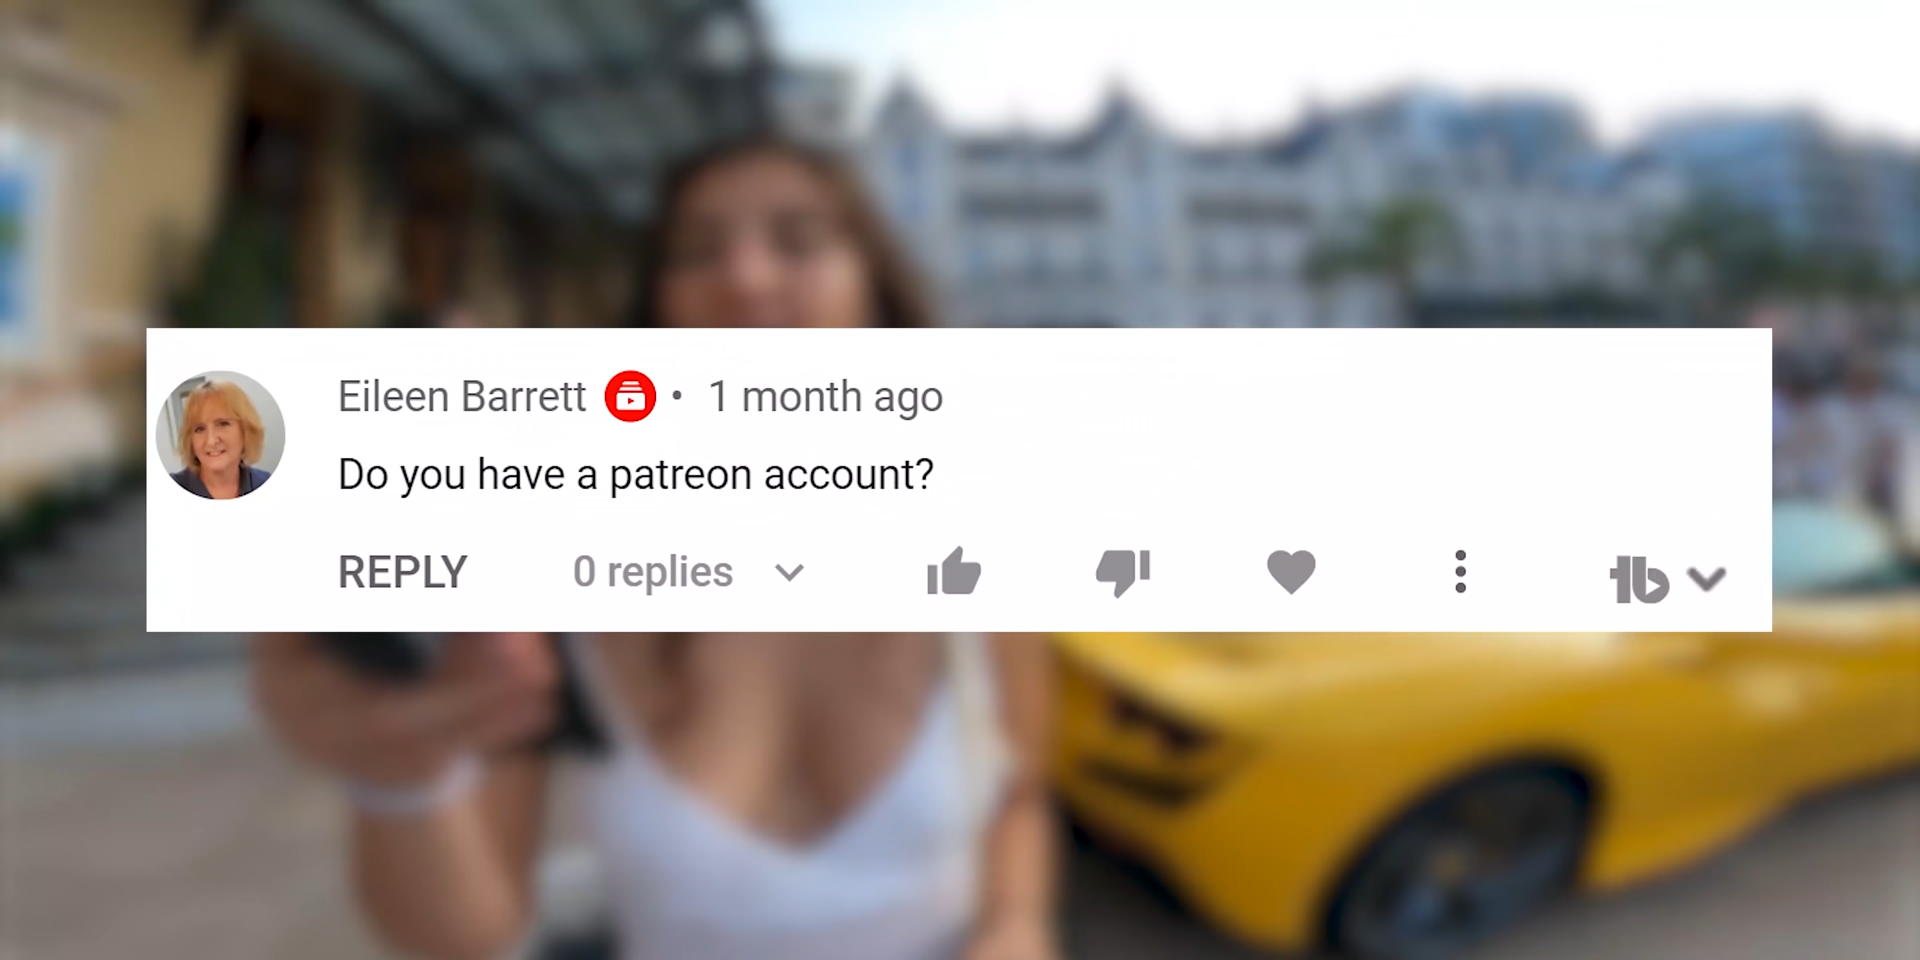 Eileen Barrett • 1 month ago
Do you have a patreon account?
REPLY 0 replies